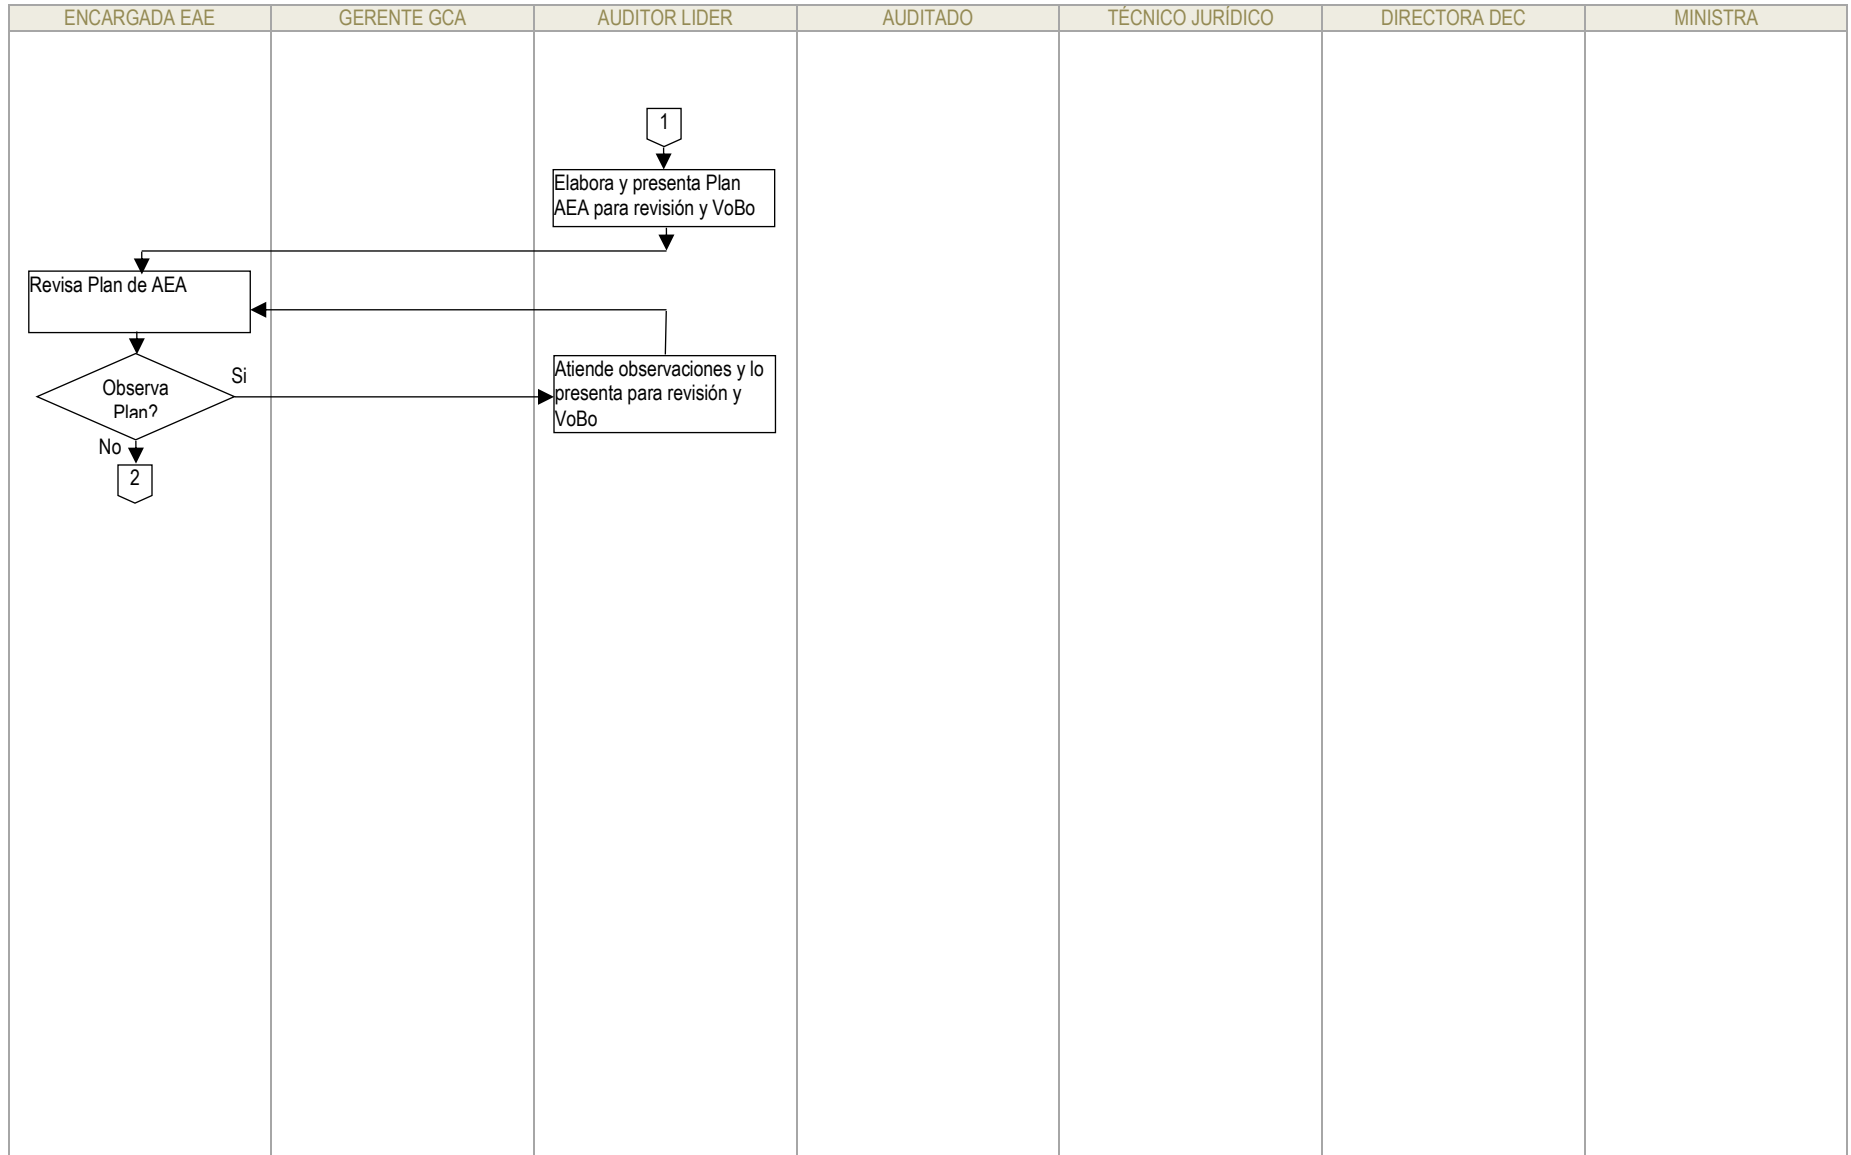 ENCARGADA EAE
GERENTE GCA
AUDITOR LIDER
AUDITADO
TÉCNICO JURÍDICO
DIRECTORA DEC
MINISTRA
1
Elabora y presenta Plan
AEA para revisión y VoBo
Revisa Plan de AEA
Observa
Plan?
Si
Atiende observaciones y lo
presenta para revisión y
VoBo
No
2